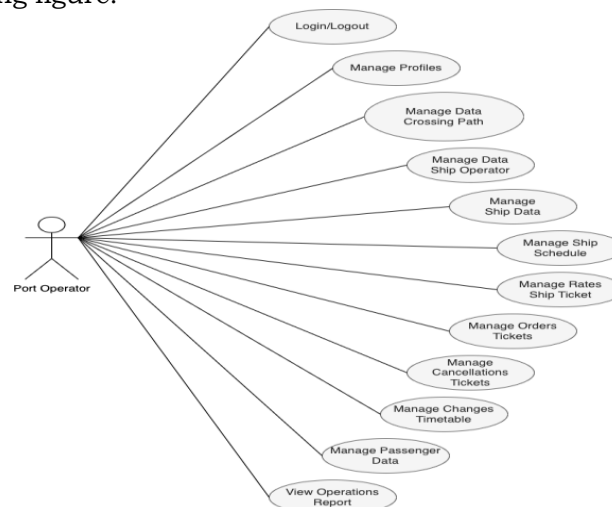 ng figure.
Login/Logout
Manage Profiles
Manage Data
Crossing Path
Manage Data
Ship Operator
Manage
Ship Data
Manage Ship
Schedule
Manage Rates
Ship Ticket
Manage Orders
Tickets
Manage
Cancellations
Tickets
Manage Changes
Timetable
Manage Passenger
Data
View Operations
Report
Port Operator